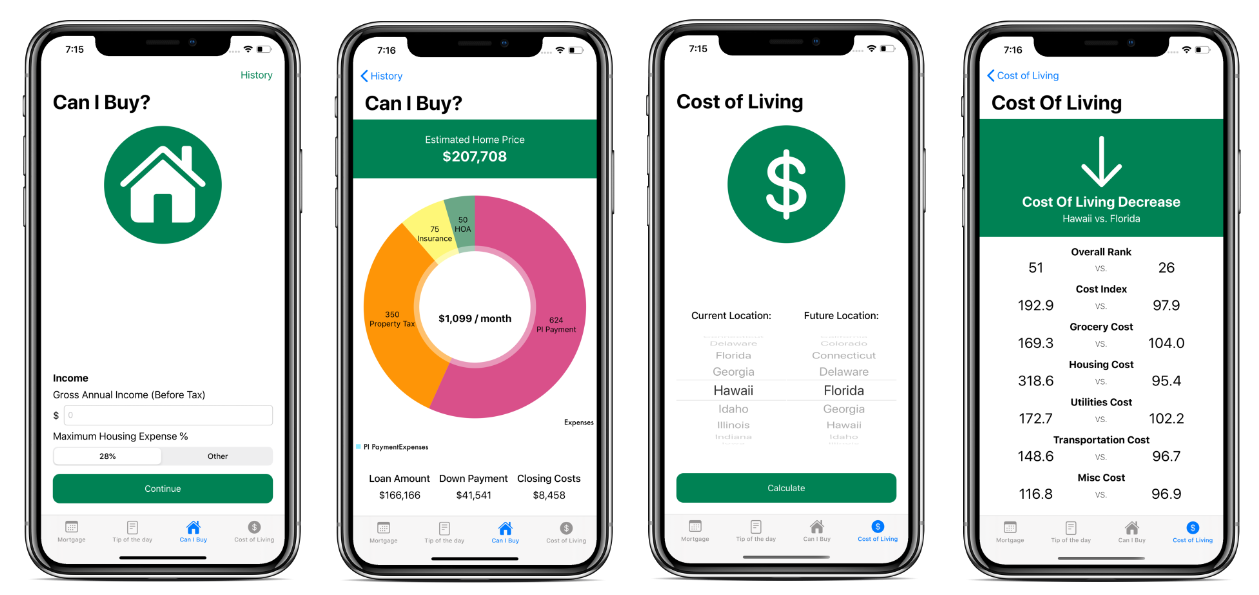 7:15
History
Can I Buy?
Income
Gross Annual Income (Before Tax)
$ 0
Maximum Housing Expense %
28% Other
Continue
Mortgage Tip of the day Can I Buy Cost of Living
7:16
History
Can I Buy?
Estimated Home Price
$207,708
50
HOA
75
Insurance
350
Property Tax
$1,099 / month
624
PI Payment
Expenses
PI PaymentExpenses
Loan Amount Down Payment Closing Costs
$166,166 $41,541 $8,458
Mortgage Tip of the day Can I Buy Cost of Living
7:15
Cost of Living
$
Current Location: Future Location:
Delaware Colorado
Florida Connecticut
Georgia Delaware
Hawaii Florida
Idaho Georgia
Illinois Hawaii
Indiana Idaho
Calculate
Mortgage Tip of the day Can I Buy Cost of Living
7:16
Cost of Living
Cost Of Living
Cost Of Living Decrease
Hawaii vs. Florida
Overall Rank
51 vs. 26
Cost Index
192.9 vs. 97.9
Grocery Cost
169.3 vs. 104.0
Housing Cost
318.6 vs. 95.4
Utilities Cost
172.7 vs. 102.2
Transportation Cost
148.6 vs. 96.7
Misc Cost
116.8 vs. 96.9
Mortgage Tip of the day Can I Buy Cost of Living